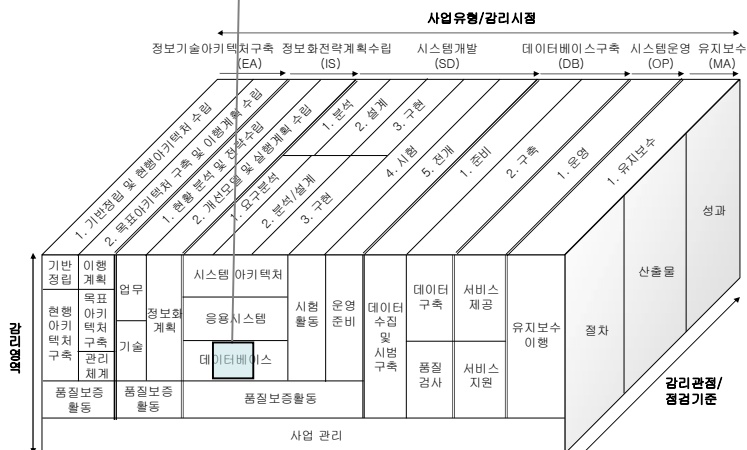 사업유형/감리시점
정보기술아키텍처구축
(EA)
정보화전략계획수립
(IS)
시스템개발
(SD)
데이터베이스구축
(DB)
시스템운영
(OP)
유지보수
(MA)
1. 기반정립 및 현행아키텍처 수립
2. 목표아키텍처 구축 및 이행계획 수립
1. 현황 분석 및 전략수립
2. 개선모델 및 실행계획 수립
1. 분석
2. 설계
3. 구현
1. 요구분석
2. 분석/설계
3. 구현
4. 시험
5. 전개
1. 준비
2. 구축
1. 운영
1. 유지보수
감리영역
기반
정립
이행
계획
현행
아키
텍처
구축
목표
아키
텍처
구축
관리
체계
품질보증
활동
업무
기술
정보화
계획
품질보증
활동
시스템 아키텍처
응용시스템
데이터베이스
시험
활동
운영
준비
품질보증활동
데이터
수집
및
시범
구축
데이터
구축
품질
검사
서비스
제공
서비스
지원
유지보수
이행
사업 관리
절차
산출물
성과
감리관점/
점검기준